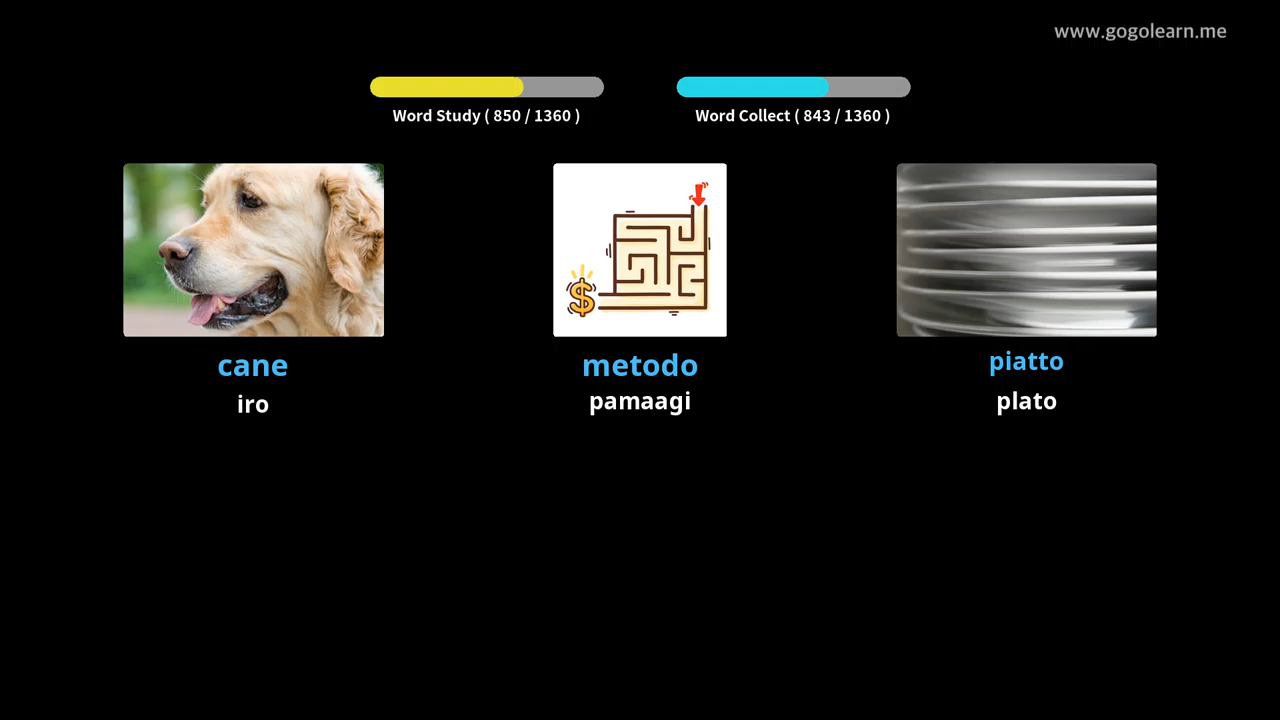 www.gogolearn.me
Word Study ( 850 / 1360 )
Word Collect ( 843 / 1360 )
cane
iro
metodo
pamaagi
piatto
plato